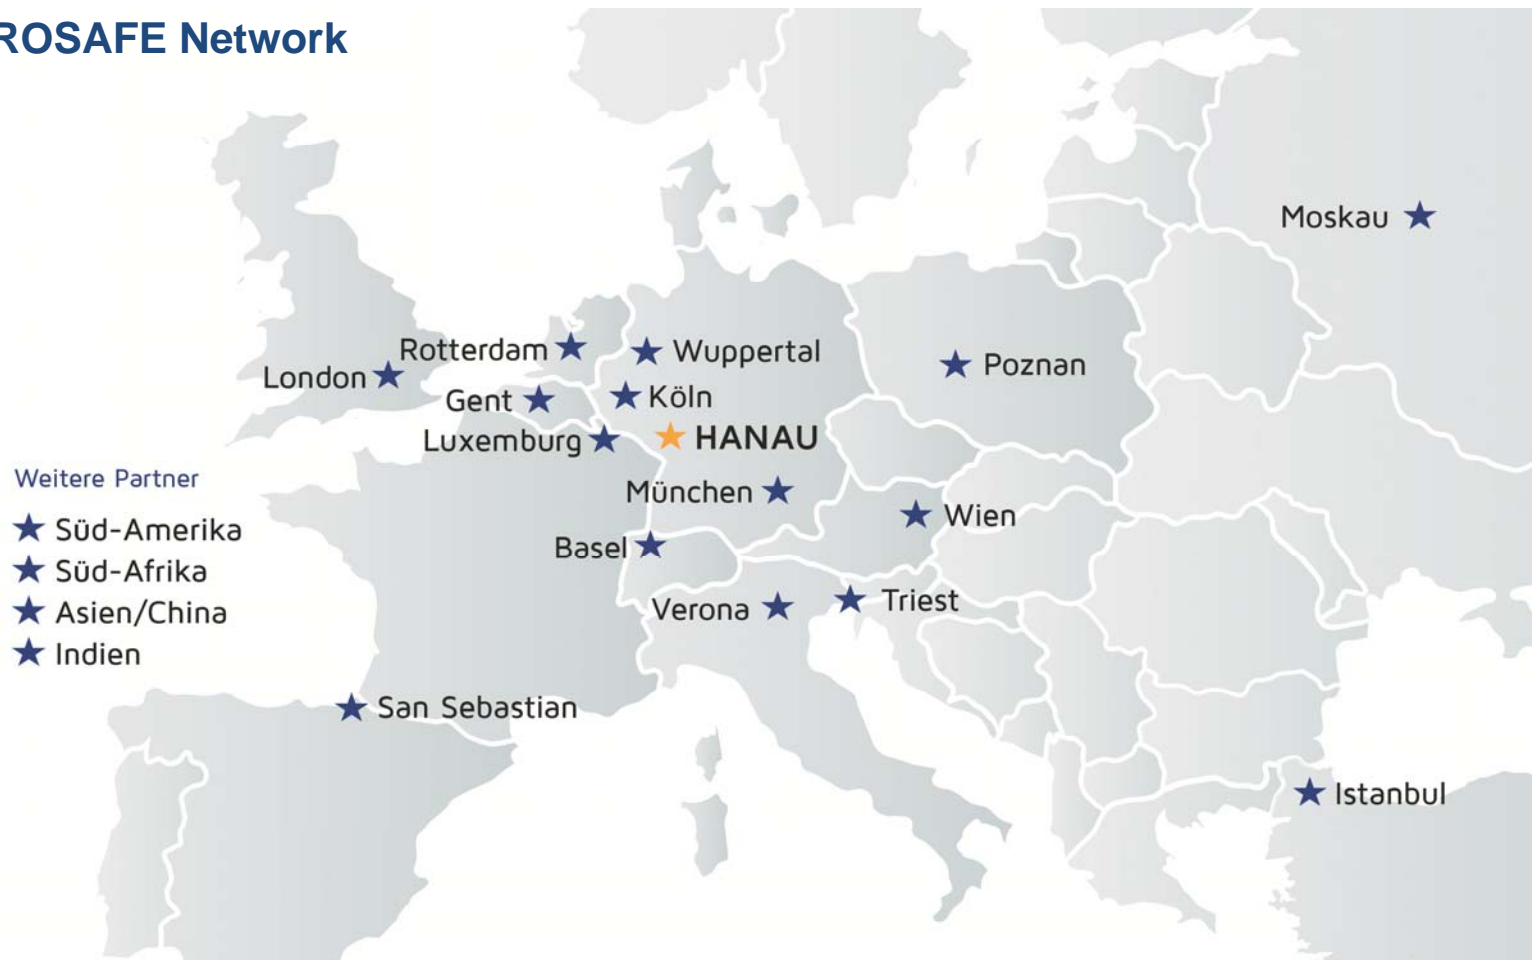 ROSAFE Network
Moskau
Rotterdam
Wuppertal
London
Poznan
Gent
Köln
Luxemburg
HANAU
Weitere Partner
München
Süd-Amerika
Wien
Basel
Süd-Afrika
Verona
Triest
Asien/China
Indien
San Sebastian
Istanbul